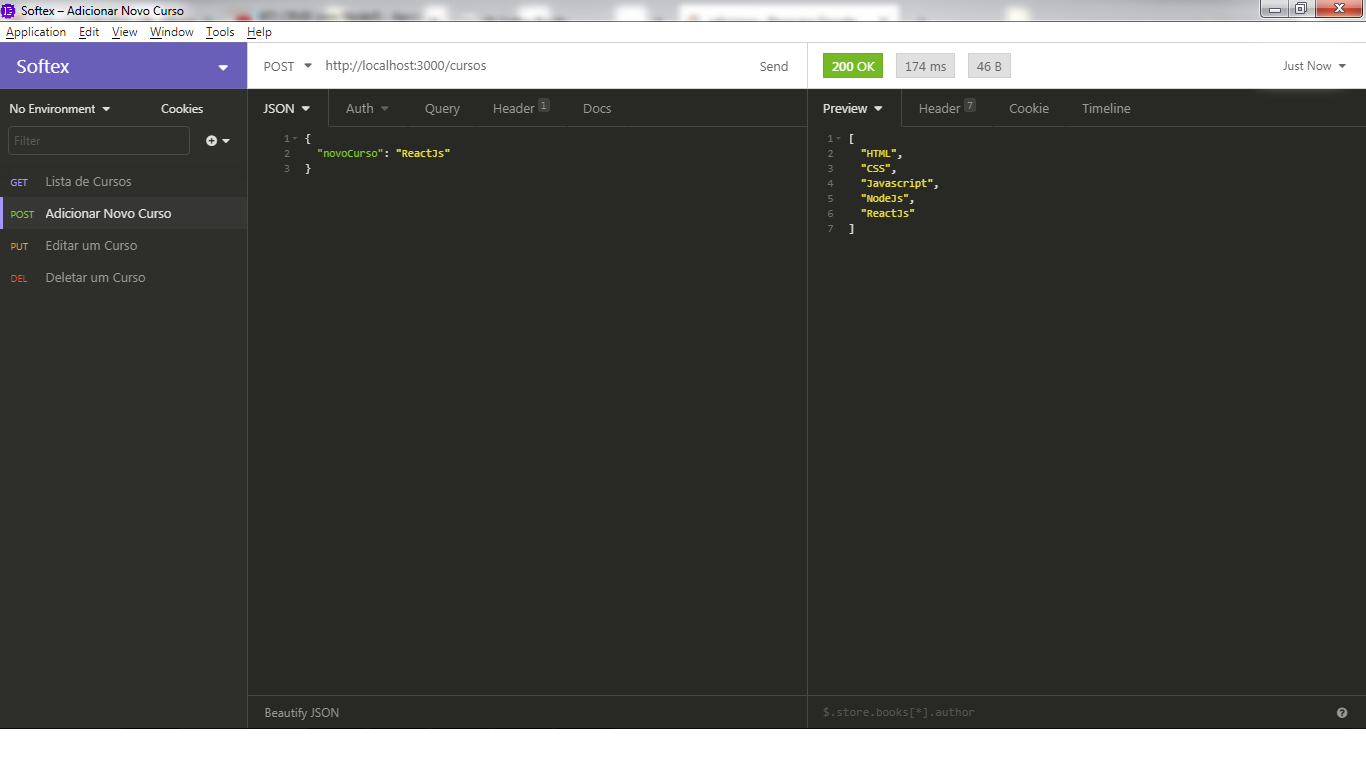 Softex – Adicionar Novo Curso
Application Edit View Window Tools Help
Softex
POST http://localhost:3000/cursos Send
200 OK 174 ms 46 B Just Now
No Environment Cookies
JSON Auth Query Header 1 Docs
Preview Header 7 Cookie Timeline
Filter
GET Lista de Cursos
POST Adicionar Novo Curso
PUT Editar um Curso
DEL Deletar um Curso
1 {
2 "novoCurso": "ReactJs"
3 }
1 [
2 "HTML",
3 "CSS",
4 "Javascript",
5 "NodeJs",
6 "ReactJs"
7 ]
Beautify JSON
$.store.books[*].author